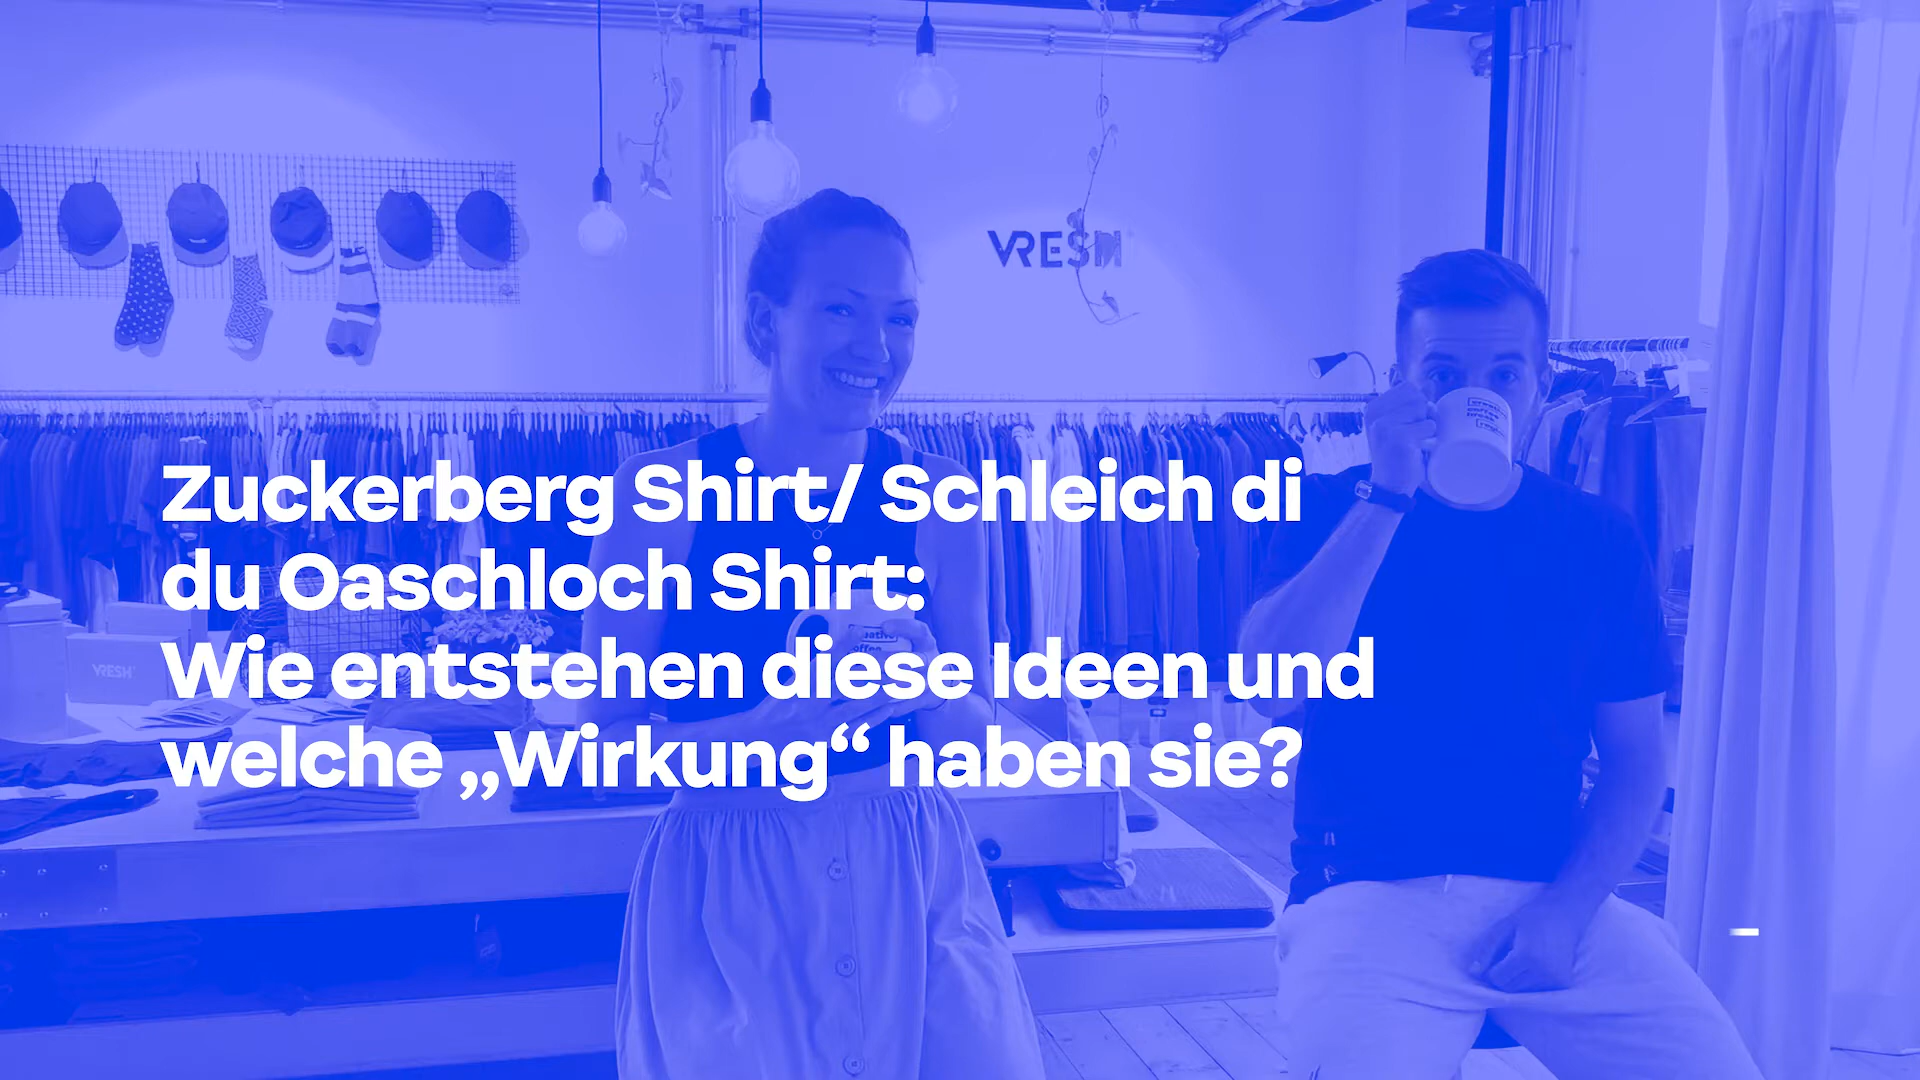 VRESH
Zuckerberg Shirt/ Schleich di
du Oaschloch Shirt:
Wie entstehen diese Ideen und
welche „Wirkung“ haben sie?
VRESH